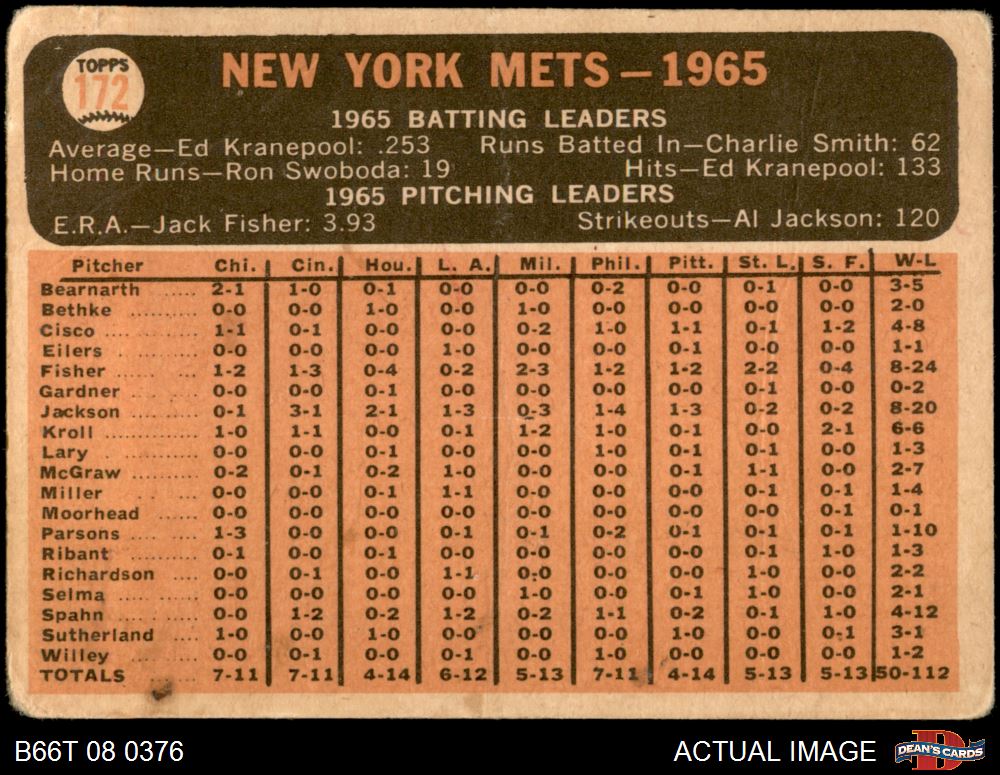 TOPPS
172
NEW YORK METS — 1965
1965 BATTING LEADERS
Average—Ed Kranepool: .253 Runs Batted In—Charlie Smith: 62
Home Runs—Ron Swoboda: 19 Hits—Ed Kranepool: 133
1965 PITCHING LEADERS
E.R.A.—Jack Fisher: 3.93 Strikeouts—Al Jackson: 120
Pitcher Chi. Cin. Hou. L. A. Mil. Phil. Pitt. St. L. S. F. W-L
Bearnarth ..... 2-1 1-0 0-1 0-0 0-0 0-2 0-0 0-1 0-0 3-5
Bethke .......... 0-0 0-0 1-0 0-0 1-0 0-0 0-0 0-0 0-0 2-0
Cisco ............. 1-1 0-1 0-0 0-0 0-2 1-0 1-1 0-1 1-2 4-8
Eilers ............ 0-0 0-0 0-0 1-0 0-0 0-0 0-1 0-0 0-0 1-1
Fisher ........... 1-2 1-3 0-4 0-2 2-3 1-2 1-2 2-2 0-4 8-24
Gardner ........ 0-0 0-0 0-1 0-0 0-0 0-0 0-0 0-1 0-0 0-2
Jackson ......... 0-1 3-1 2-1 1-3 0-3 1-4 1-3 0-2 0-2 8-20
Kroll ............. 1-0 1-1 0-0 0-1 1-2 1-0 0-1 0-0 2-1 6-6
Lary .............. 0-0 0-0 0-1 0-0 0-0 1-0 0-1 0-1 0-0 1-3
McGraw ........ 0-2 0-1 0-2 1-0 0-0 0-0 0-1 1-1 0-0 2-7
Miller ........... 0-0 0-0 0-1 1-1 0-0 0-0 0-0 0-1 0-1 1-4
Moorhead ...... 0-0 0-0 0-0 0-0 0-0 0-0 0-0 0-0 0-1 0-1
Parsons ......... 1-3 0-0 0-0 0-1 0-1 0-2 0-1 0-1 0-1 1-10
Ribant .......... 0-1 0-0 0-1 0-0 0-0 0-0 0-0 0-1 1-0 1-3
Richardson .... 0-0 0-1 0-0 1-1 0-0 0-0 0-0 1-0 0-0 2-2
Selma ............ 0-0 0-0 0-0 0-0 1-0 0-0 0-1 1-0 0-0 2-1
Spahn ........... 0-0 1-2 0-2 1-2 0-2 1-1 0-2 0-1 1-0 4-12
Sutherland .... 1-0 0-0 1-0 0-0 0-0 0-0 1-0 0-0 0-1 3-1
Willey .......... 0-0 0-1 0-0 0-1 0-0 1-0 0-0 0-0 0-0 1-2
TOTALS ....... 7-11 7-11 4-14 6-12 5-13 7-11 4-14 5-13 5-13 50-112
B66T 08 0376 ACTUAL IMAGE
DEAN'S CARDS